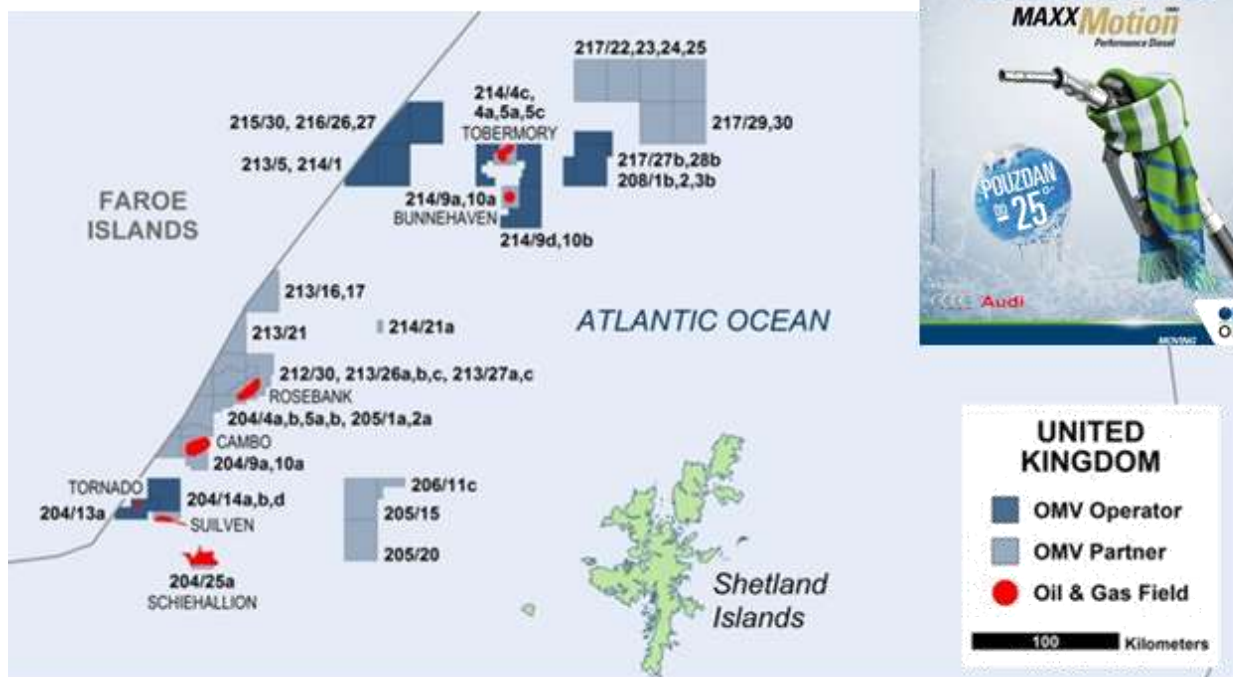 217/22,23,24,25
214/4c,
4a,5a,5c
TOBERMORY
215/30, 216/26,27
217/29,30
213/5, 214/1
217/27b, 28b
208/1b,2,3b
FAROE
ISLANDS
214/9a,10a
BUNNEHAVEN
214/9d,10b
213/16,17
214/21a
ATLANTIC OCEAN
213/21
212/30, 213/26a,b,c, 213/27a,c
ROSEBANK
204/4a,b,5a,b, 205/1a,2a
CAMBO
204/9a,10a
TORNADO
204/14a,b,d
204/13a
SUILVEN
206/11c
205/15
205/20
204/25a
SCHIEHALLION
Shetland
Islands
MAXX Motion
Performance Diesel
POUZDAN
DO
25°
Audi
MOVING
UNITED
KINGDOM
OMV Operator
OMV Partner
Oil & Gas Field
100 Kilometers